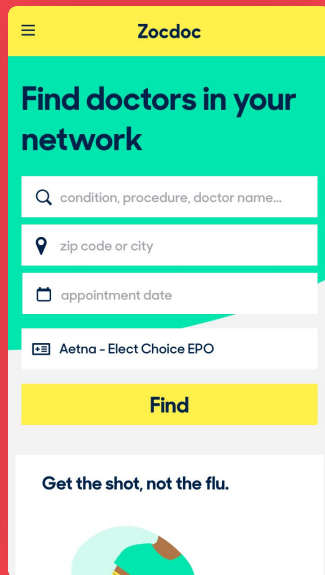 Zocdoc
Find doctors in your
network
condition, procedure, doctor name...
zip code or city
appointment date
Aetna - Elect Choice EPO
Find
Get the shot, not the flu.